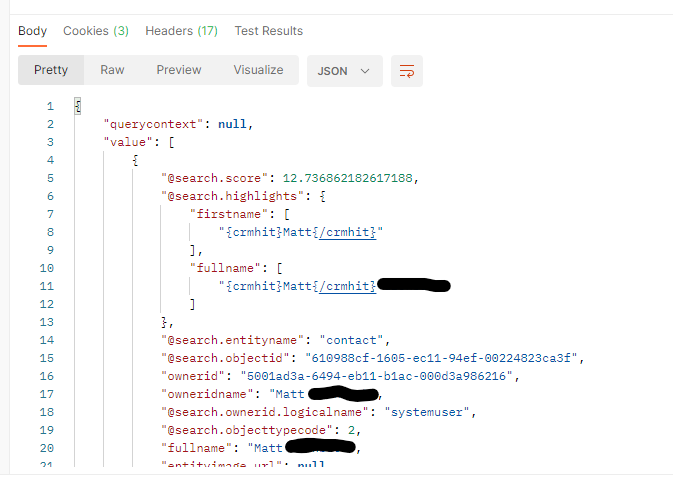 Body Cookies (3) Headers (17) Test Results
Pretty Raw Preview Visualize JSON
1 {
2 "querycontext": null,
3 "value": [
4 {
5 "@search.score": 12.736862182617188,
6 "@search.highlights": {
7 "firstname": [
8 "{crmhit}Matt{/crmhit}"
9 ],
10 "fullname": [
11 "{crmhit}Matt{/crmhit}
12 ]
13 },
14 "@search.entityname": "contact",
15 "@search.objectid": "610988cf-1605-ec11-94ef-00224823ca3f",
16 "ownerid": "5001ad3a-6494-eb11-b1ac-000d3a986216",
17 "owneridname": "Matt ,
18 "@search.ownerid.logicalname": "systemuser",
19 "@search.objecttypecode": 2,
20 "fullname": "Matt ,
21 "entityimage_url": null